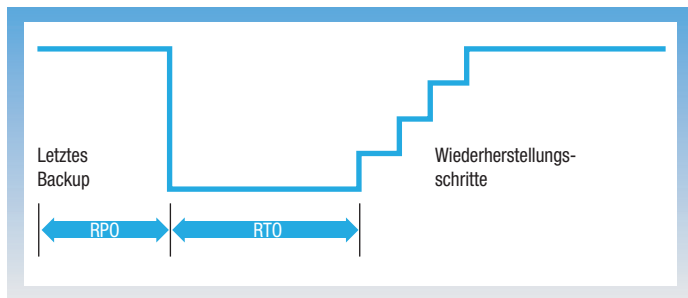 Letztes
Backup
Wiederherstellungs-
schritte
RPO
RTO